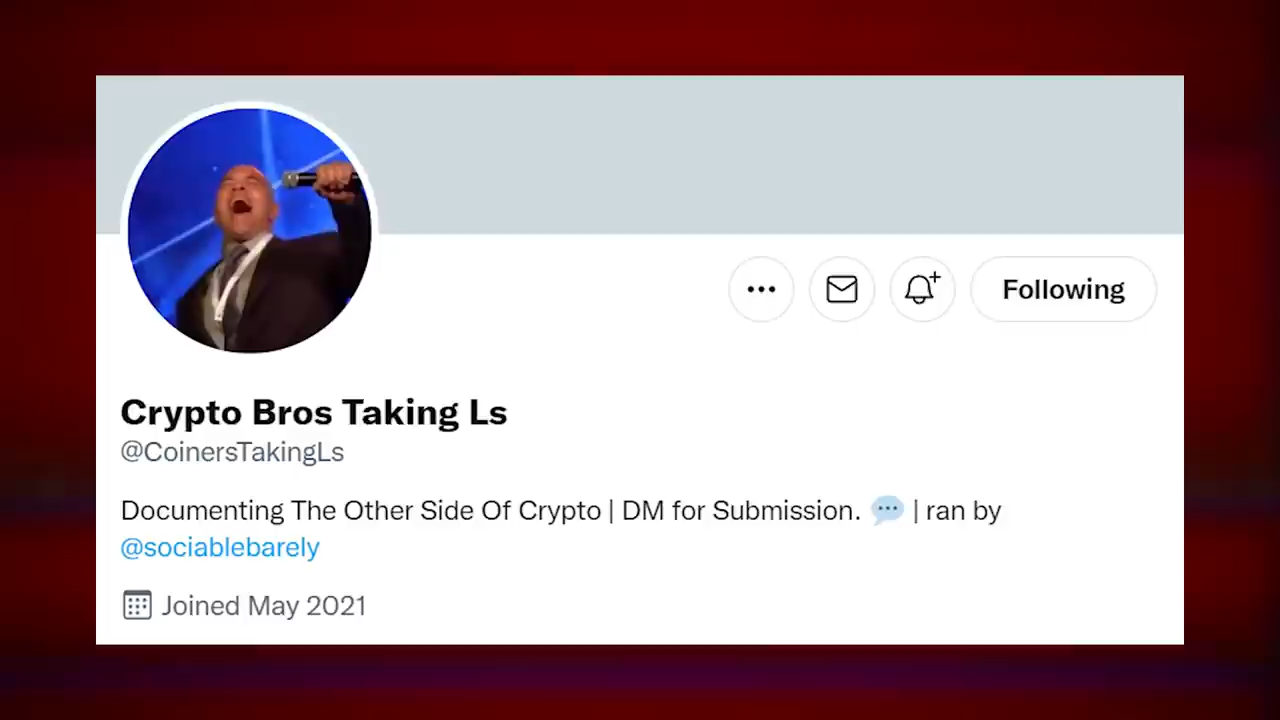 Following
Crypto Bros Taking Ls
@CoinersTakingLs
Documenting The Other Side Of Crypto | DM for Submission. 💬 | ran by
@sociablebarely
Joined May 2021